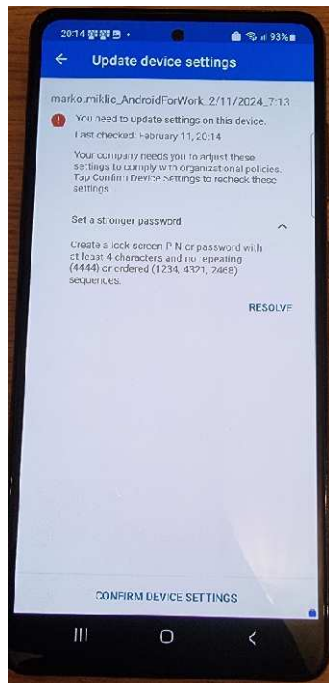 20:14 93%
Update device settings
marko.miklic_AndroidForWork_2/11/2024_7:13
You need to update settings on this device.
Last checked: February 11, 20:14
Your company needs you to adjust these
settings to comply with organizational policies.
Tap Confirm Device Settings to recheck these
settings
Set a stronger password
Create a lock screen PIN or password with
at least 4 characters and no repeating
(4444) or ordered (1234, 4321, 2468)
sequences.
RESOLVE
CONFIRM DEVICE SETTINGS